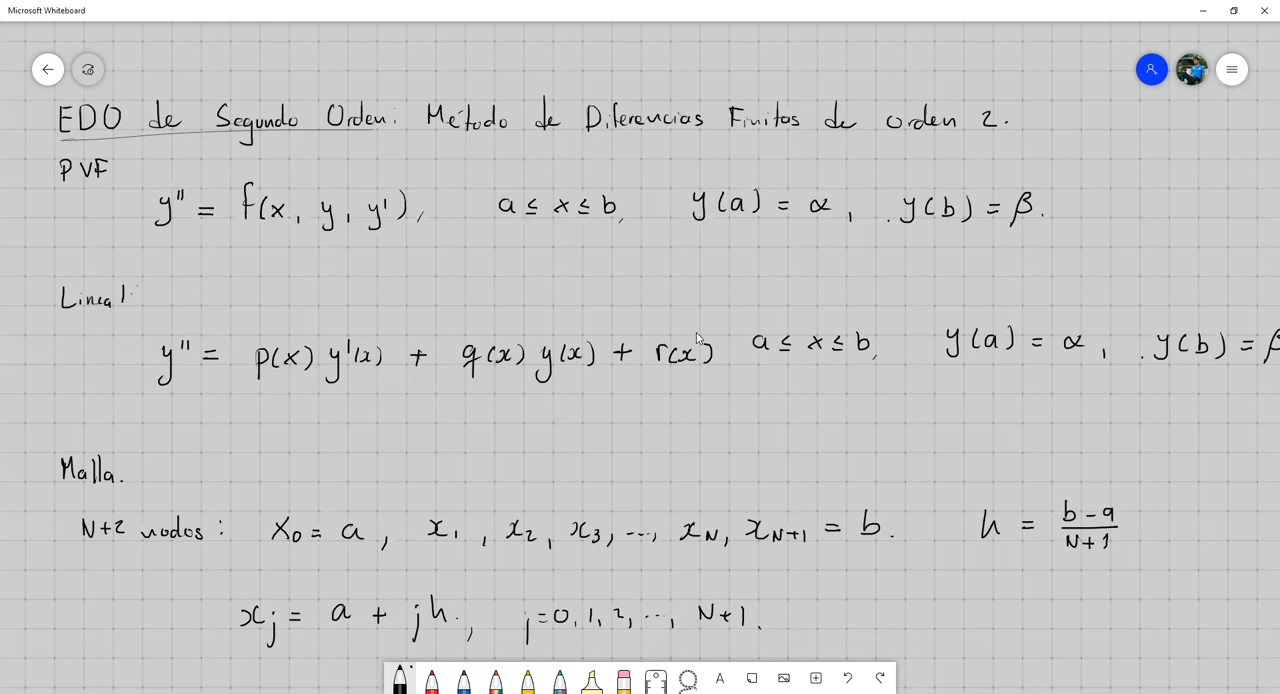 Microsoft Whiteboard
EDO de Segundo Orden: Método de Diferencias Finitas de orden 2.
PVF
y'' = f(x, y, y'), a ≤ x ≤ b, y(a) = α, y(b) = β.
Lineal:
y'' = p(x) y'(x) + q(x) y(x) + r(x) a ≤ x ≤ b, y(a) = α, y(b) = β
Malla.
N+2 nodos: x₀ = a, x₁, x₂, x₃, ..., x_N, x_{N+1} = b. h = (b-a)/(N+1)
x_j = a + jh, j = 0, 1, 2, ..., N+1.
A